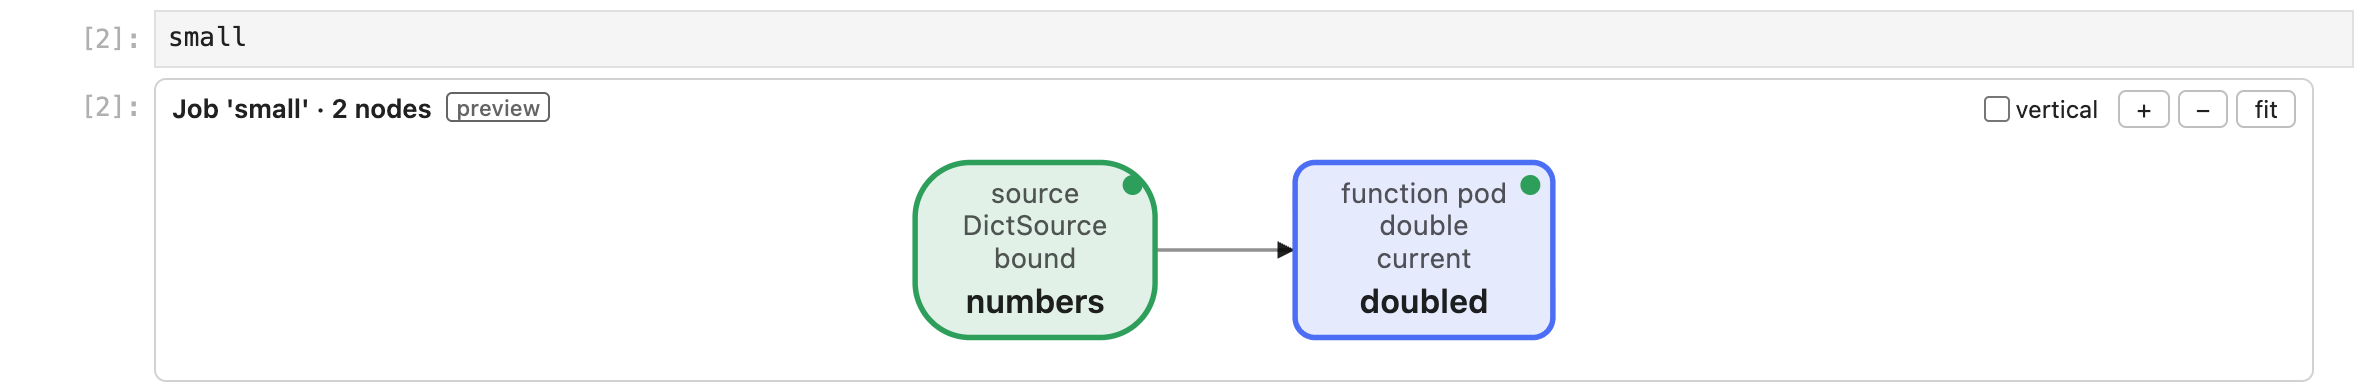 [2]: small
[2]: Job 'small' · 2 nodes preview vertical + − fit
source
DictSource
bound
numbers
function pod
double
current
doubled